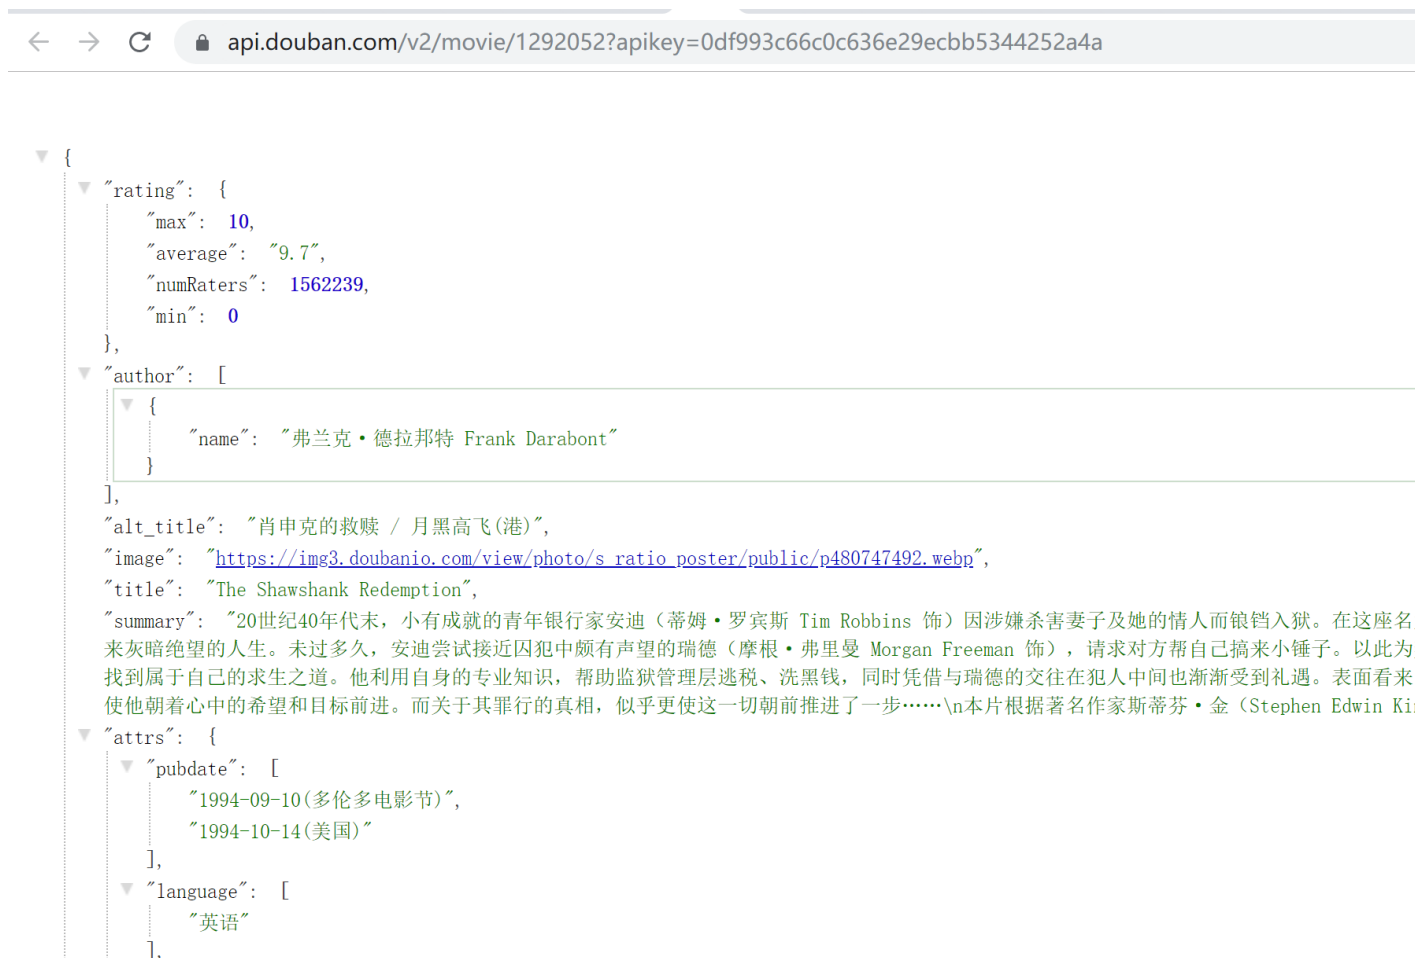 api.douban.com/v2/movie/1292052?apikey=0df993c66c0c636e29ecbb5344252a4a
{
"rating": {
"max": 10,
"average": "9.7",
"numRaters": 1562239,
"min": 0
},
"author": [
{
"name": "弗兰克·德拉邦特 Frank Darabont"
}
],
"alt_title": "肖申克的救赎 / 月黑高飞(港)",
"image": "https://img3.doubanio.com/view/photo/s_ratio_poster/public/p480747492.webp",
"title": "The Shawshank Redemption",
"summary": "20世纪40年代末，小有成就的青年银行家安迪（蒂姆·罗宾斯 Tim Robbins 饰）因涉嫌杀害妻子及她的情人而锒铛入狱。在这座名
来灰暗绝望的人生。未过多久，安迪尝试接近囚犯中颇有声望的瑞德（摩根·弗里曼 Morgan Freeman 饰），请求对方帮自己搞来小锤子。以此为
找到属于自己的求生之道。他利用自身的专业知识，帮助监狱管理层逃税、洗黑钱，同时凭借与瑞德的交往在犯人中间也渐渐受到礼遇。表面看来
使他朝着心中的希望和目标前进。而关于其罪行的真相，似乎更使这一切朝前推进了一步……\n本片根据著名作家斯蒂芬·金（Stephen Edwin Ki
"attrs": {
"pubdate": [
"1994-09-10(多伦多电影节)",
"1994-10-14(美国)"
],
"language": [
"英语"
],